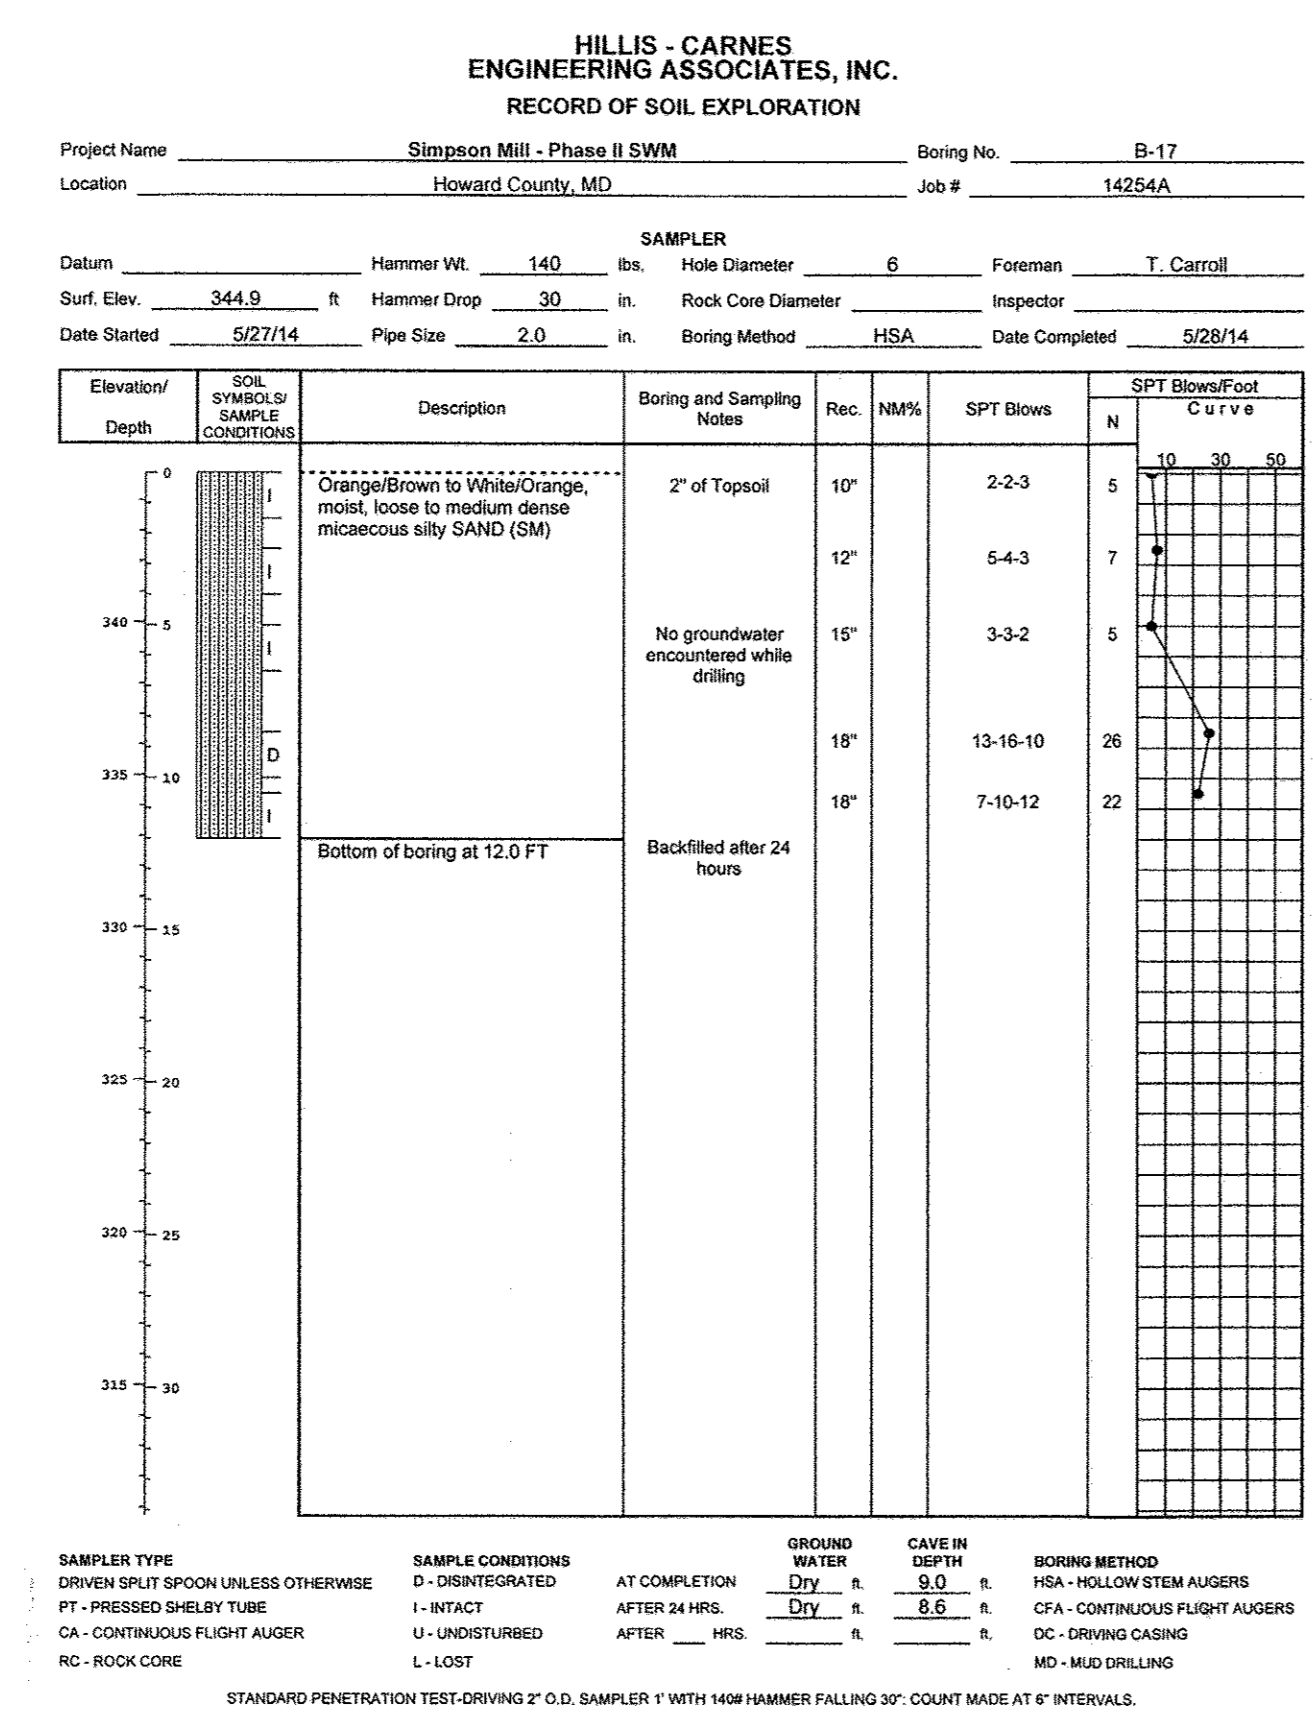 HILLIS - CARNES
ENGINEERING ASSOCIATES, INC.
RECORD OF SOIL EXPLORATION
Project Name Simpson Mill - Phase II SWM Boring No. B-17
Location Howard County, MD Job # 14254A
SAMPLER
Datum Hammer Wt. 140 lbs. Hole Diameter 6 Foreman T. Carroll
Surf. Elev. 344.9 ft Hammer Drop 30 in. Rock Core Diameter Inspector
Date Started 5/27/14 Pipe Size 2.0 in. Boring Method HSA Date Completed 5/28/14
Elevation/
Depth
SOIL
SYMBOLS/
SAMPLE
CONDITIONS
Description
Boring and Sampling
Notes
Rec.
NM%
SPT Blows
SPT Blows/Foot
N
Curve
10 30 50
0
I
Orange/Brown to White/Orange,
moist, loose to medium dense
micaecous silty SAND (SM)
2" of Topsoil
10"
2-2-3
5
I
12"
5-4-3
7
340
5
I
No groundwater
encountered while
drilling
15"
3-3-2
5
D
18"
13-16-10
26
335
10
I
18"
7-10-12
22
Bottom of boring at 12.0 FT
Backfilled after 24
hours
330
15
325
20
320
25
315
30
GROUND
WATER
CAVE IN
DEPTH
SAMPLER TYPE SAMPLE CONDITIONS BORING METHOD
DRIVEN SPLIT SPOON UNLESS OTHERWISE D - DISINTEGRATED AT COMPLETION Dry ft. 9.0 ft. HSA - HOLLOW STEM AUGERS
PT - PRESSED SHELBY TUBE I - INTACT AFTER 24 HRS. Dry ft. 8.6 ft. CFA - CONTINUOUS FLIGHT AUGERS
CA - CONTINUOUS FLIGHT AUGER U - UNDISTURBED AFTER ___ HRS. ft. ft. DC - DRIVING CASING
RC - ROCK CORE L - LOST MD - MUD DRILLING
STANDARD PENETRATION TEST-DRIVING 2" O.D. SAMPLER 1' WITH 140# HAMMER FALLING 30": COUNT MADE AT 6" INTERVALS.